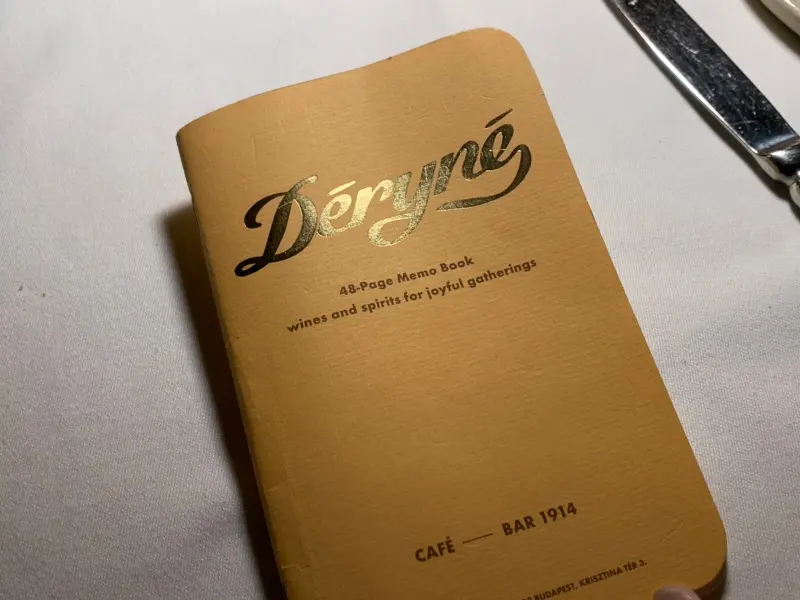 Déryné
48-Page Memo Book
wines and spirits for joyful gatherings
CAFÉ — BAR 1914
BUDAPEST, KRISZTINA TÉR 3.